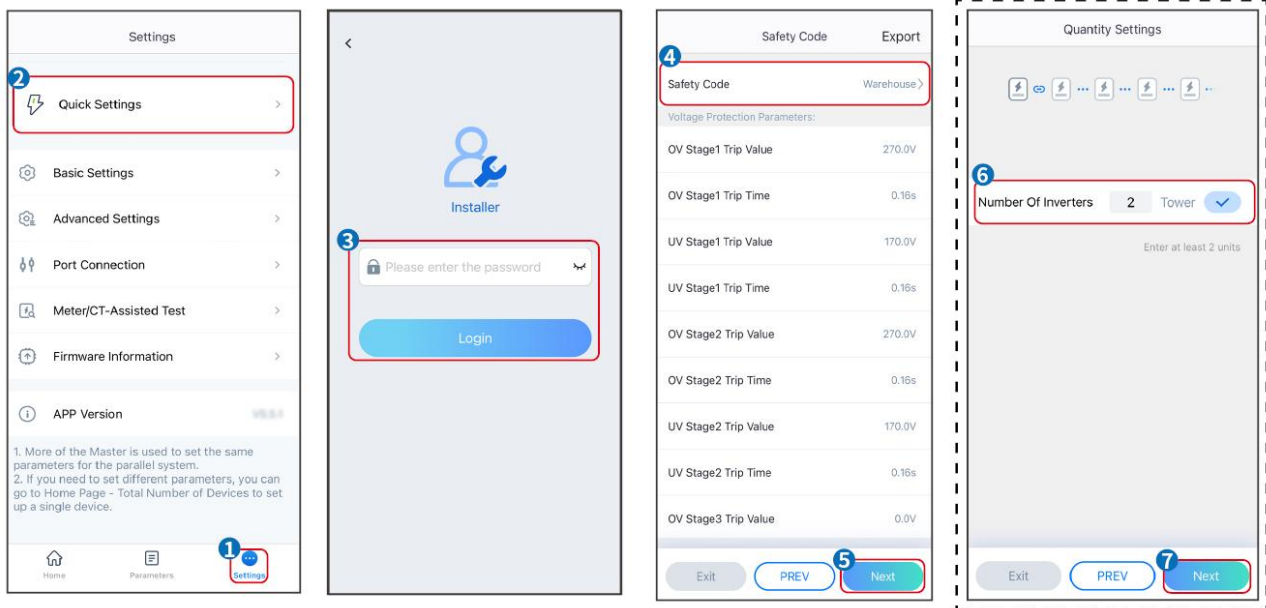 Settings
2
Quick Settings
Basic Settings
Advanced Settings
Port Connection
Meter/CT-Assisted Test
Firmware Information
APP Version
1. More of the Master is used to set the same
parameters for the parallel system.
2. If you need to set different parameters, you can
go to Home Page - Total Number of Devices to set
up a single device.
1
Home Parameters Settings
Installer
3
Please enter the password
Login
Safety Code Export
4
Safety Code Warehouse
Voltage Protection Parameters:
OV Stage1 Trip Value 270.0V
OV Stage1 Trip Time 0.16s
UV Stage1 Trip Value 170.0V
UV Stage1 Trip Time 0.16s
OV Stage2 Trip Value 270.0V
OV Stage2 Trip Time 0.16s
UV Stage2 Trip Value 170.0V
UV Stage2 Trip Time 0.16s
OV Stage3 Trip Value 0.0V
5
Exit PREV Next
Quantity Settings
6
Number Of Inverters 2 Tower
Enter at least 2 units
7
Exit PREV Next